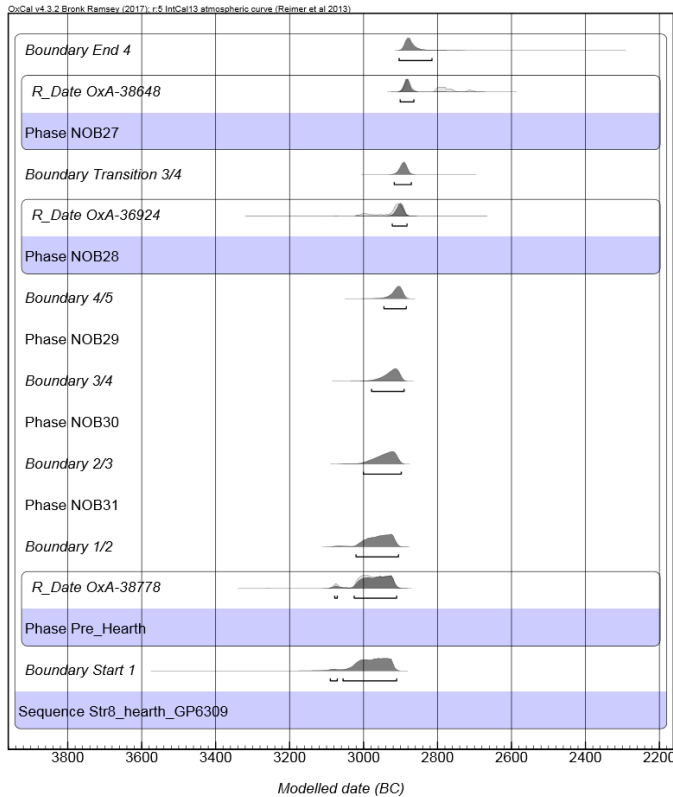 OxCal v4.3.2 Bronk Ramsey (2017); r:5 IntCal13 atmospheric curve (Reimer et al 2013)
Boundary End 4
R_Date OxA-38648
Phase NOB27
Boundary Transition 3/4
R_Date OxA-36924
Phase NOB28
Boundary 4/5
Phase NOB29
Boundary 3/4
Phase NOB30
Boundary 2/3
Phase NOB31
Boundary 1/2
R_Date OxA-38778
Phase Pre_Hearth
Boundary Start 1
Sequence Str8_hearth_GP6309
3800 3600 3400 3200 3000 2800 2600 2400 2200
Modelled date (BC)